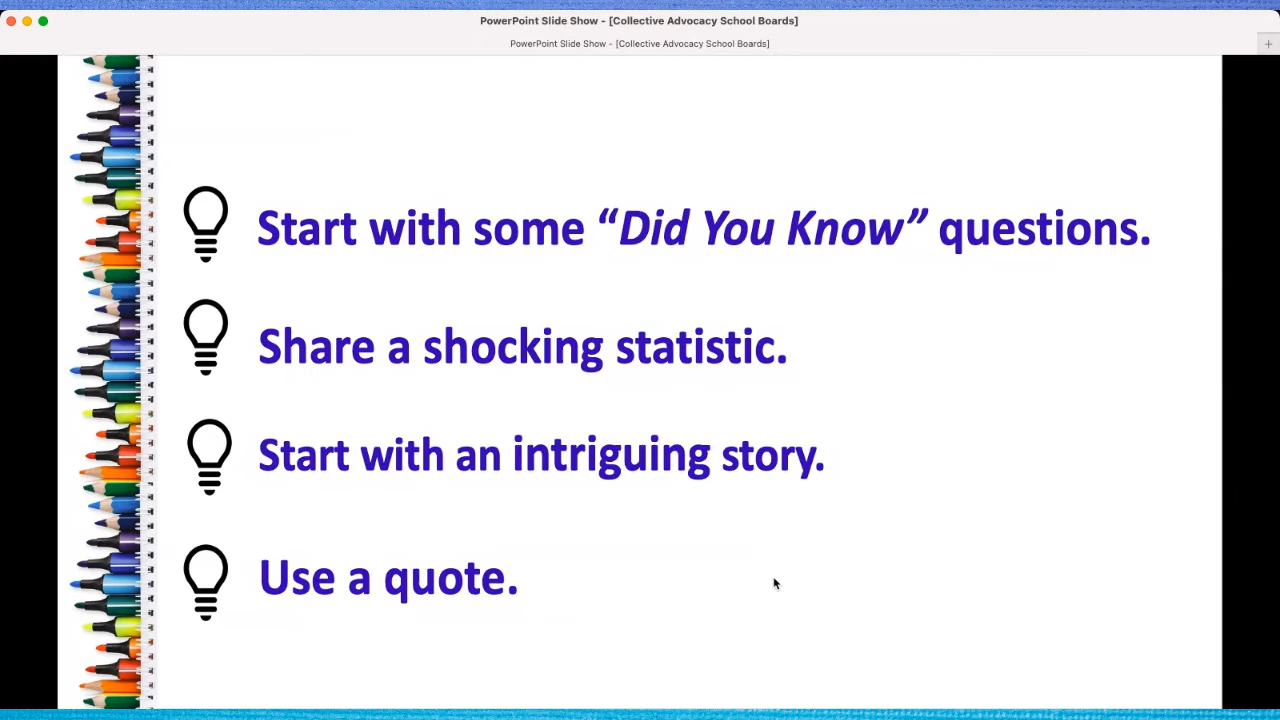 PowerPoint Slide Show - [Collective Advocacy School Boards]
PowerPoint Slide Show - [Collective Advocacy School Boards]
Start with some “Did You Know” questions.
Share a shocking statistic.
Start with an intriguing story.
Use a quote.